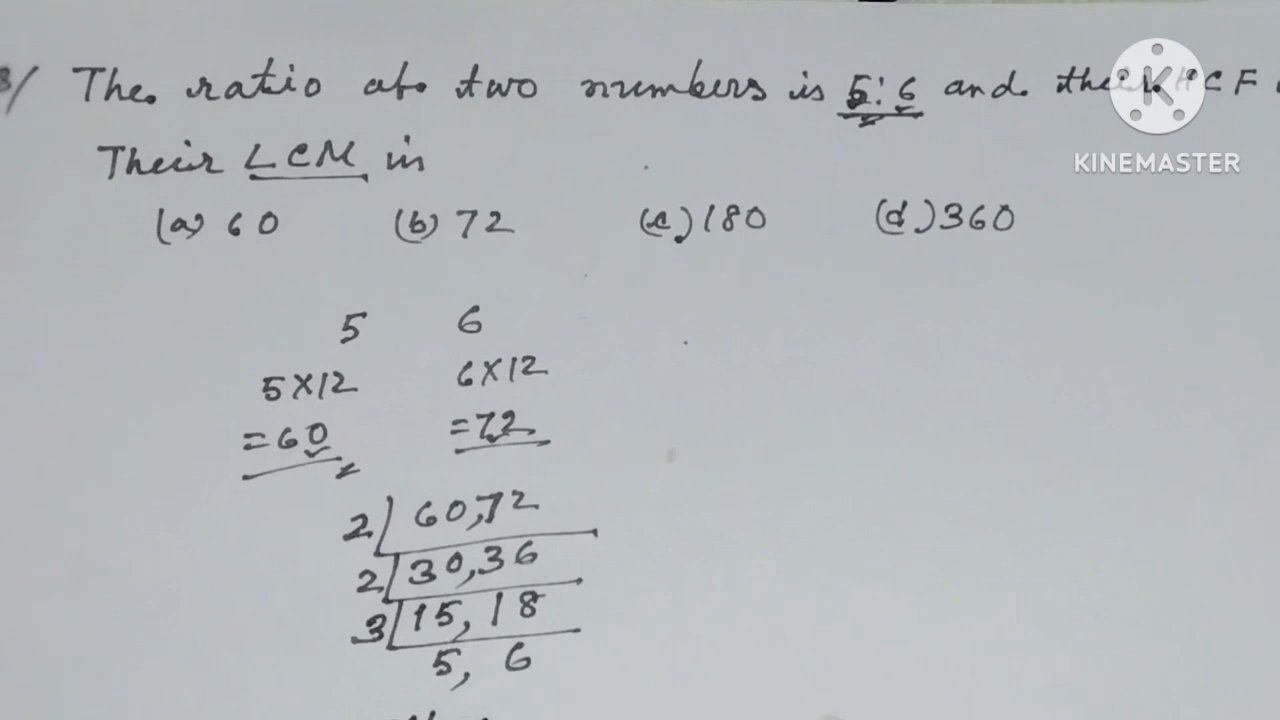 8/ The ratio of two numbers is 5:6 and their HCF
Their LCM is
(a) 60 (b) 72 (c) 180 (d) 360
5 6
5×12 6×12
=60 =72
2 60,72
2 30,36
3 15,18
5, 6
K
KINEMASTER